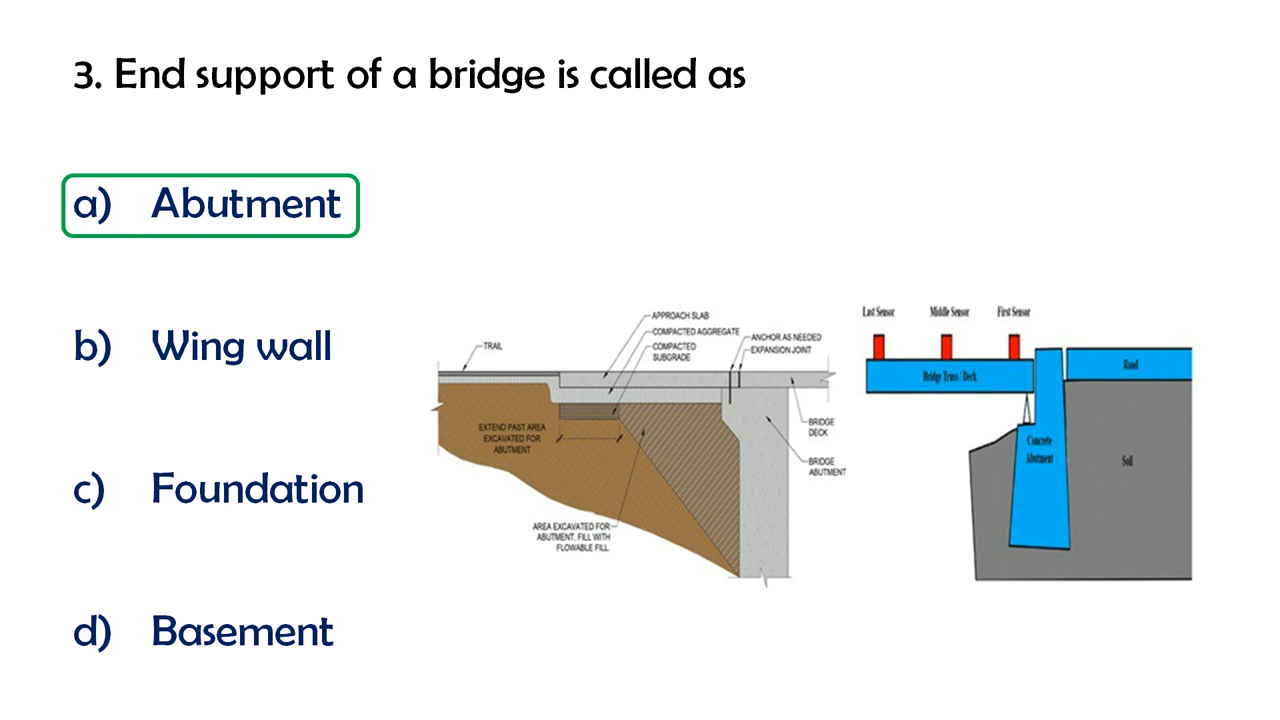 3. End support of a bridge is called as
a) Abutment
b) Wing wall
c) Foundation
d) Basement
TRAIL
APPROACH SLAB
COMPACTED AGGREGATE
COMPACTED
SUBGRADE
ANCHOR AS NEEDED
EXPANSION JOINT
EXTEND PAST AREA
EXCAVATED FOR
ABUTMENT
BRIDGE
DECK
BRIDGE
ABUTMENT
AREA EXCAVATED FOR
ABUTMENT. FILL WITH
FLOWABLE FILL.
Last Sensor
Middle Sensor
First Sensor
Bridge Truss / Deck
Road
Concrete
Abutment
Soil